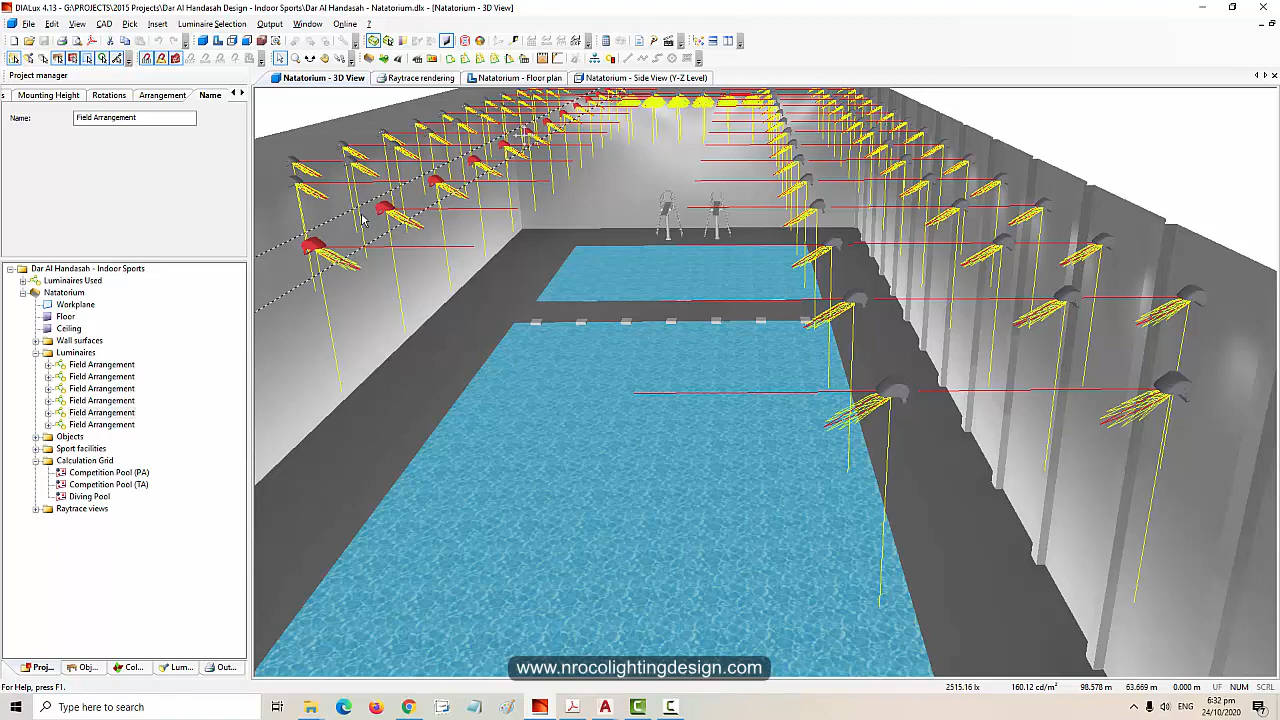 DIALux 4.13 - G:\PROJECTS\2015 Projects\Dar Al Handasah Design - Indoor Sports\Dar Al Handasah - Natatorium.dlx - [Natatorium - 3D View]
File Edit View CAD Pick Insert Luminaire Selection Output Window Online ?
Project manager
Natatorium - 3D View Raytrace rendering Natatorium - Floor plan Natatorium - Side View (Y-Z Level)
s Mounting Height Rotations Arrangement Name
Name: Field Arrangement
Dar Al Handasah - Indoor Sports
Luminaires Used
Natatorium
Workplane
Floor
Ceiling
Wall surfaces
Luminaires
Field Arrangement
Field Arrangement
Field Arrangement
Field Arrangement
Field Arrangement
Field Arrangement
Objects
Sport facilities
Calculation Grid
Competition Pool (PA)
Competition Pool (TA)
Diving Pool
Raytrace views
Proj... Obj... Col... Lum... Out...
www.nrocolightingdesign.com
For Help, press F1.
2515.16 lx 160.12 cd/m² 98.578 m 63.669 m 0.000 m UF NUM SCRL
Type here to search
ENG
6:32 pm
24/10/2020